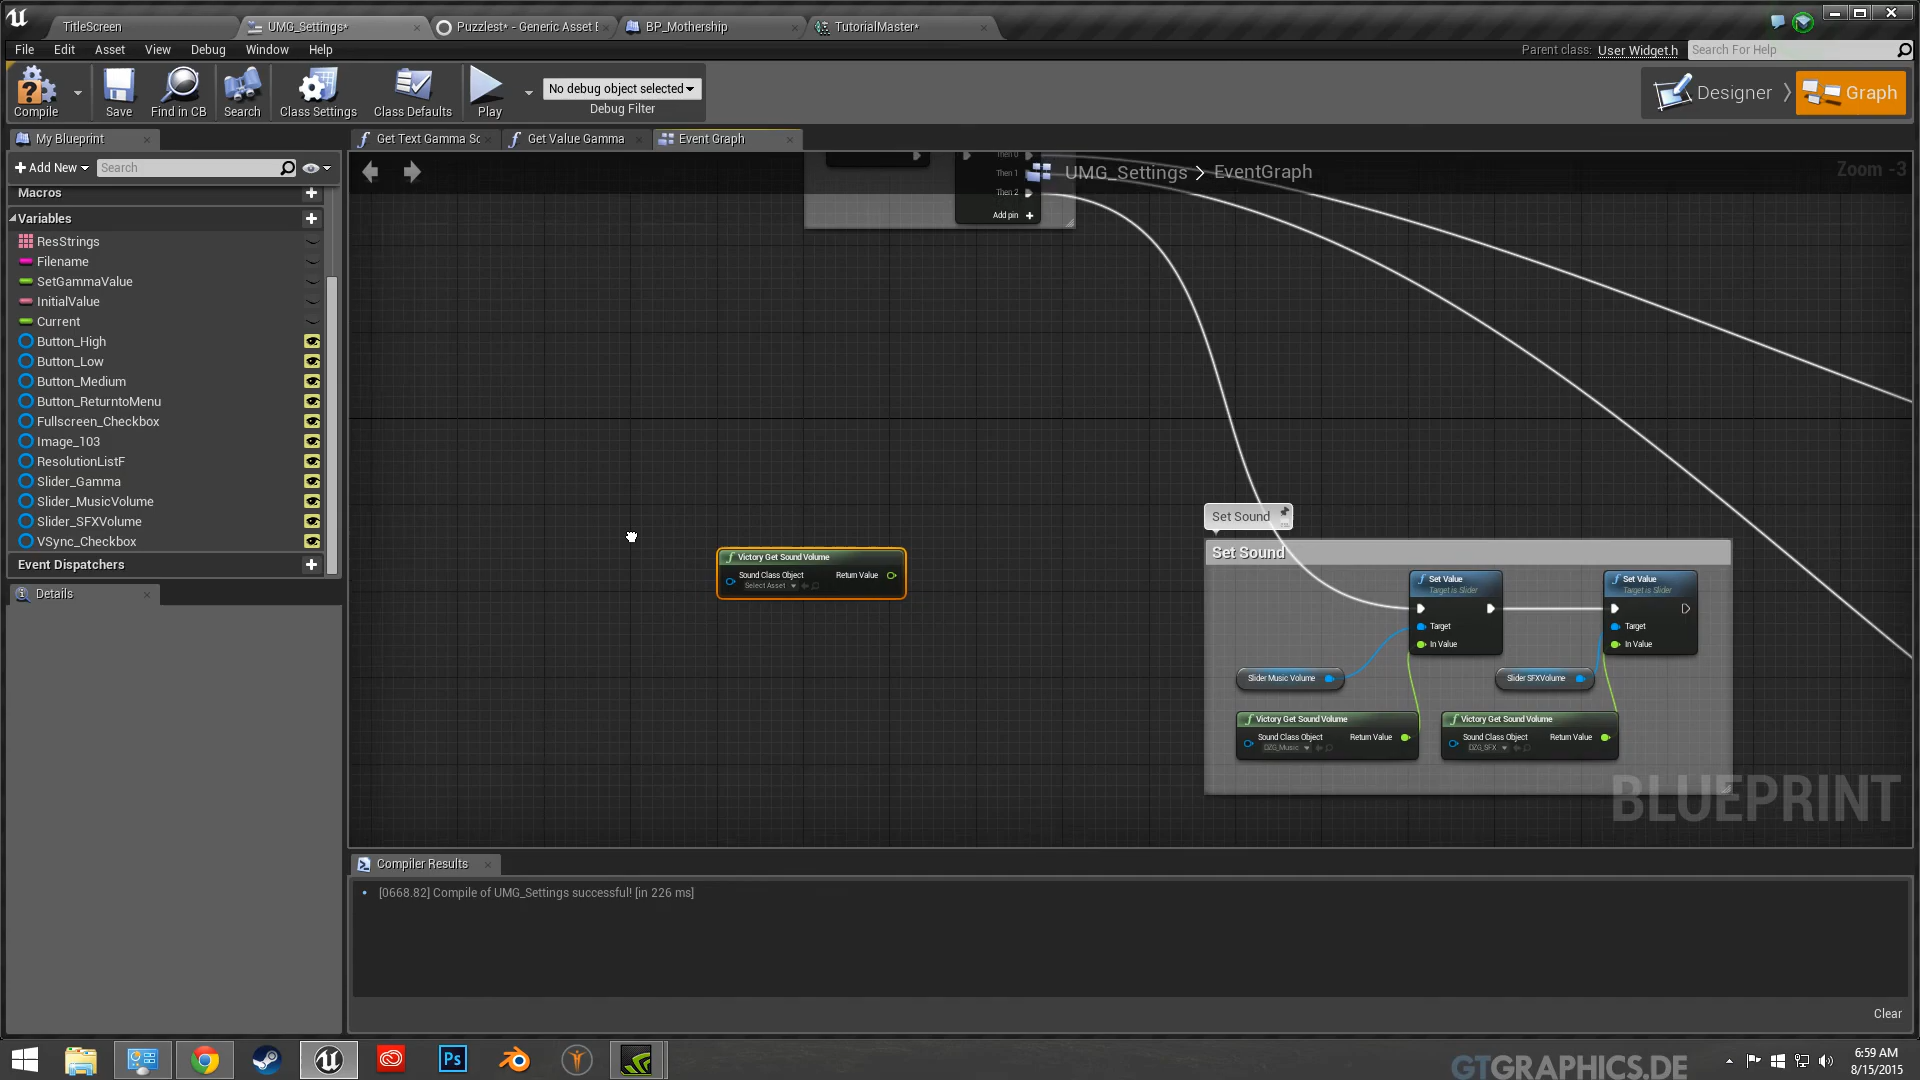 TitleScreen
UMG_Settings*
Puzzlest* - Generic Asset E
BP_Mothership
TutorialMaster*
File Edit Asset View Debug Window Help
Parent class: User Widget.h
Search For Help
Compile
Save
Find in CB
Search
Class Settings
Class Defaults
Play
No debug object selected
Debug Filter
Designer
Graph
My Blueprint
Get Text Gamma Sc
Get Value Gamma
Event Graph
Add New
Search
UMG_Settings > EventGraph
Zoom -3
Macros
Variables
ResStrings
Filename
SetGammaValue
InitialValue
Current
Button_High
Button_Low
Button_Medium
Button_ReturntoMenu
Fullscreen_Checkbox
Image_103
ResolutionListF
Slider_Gamma
Slider_MusicVolume
Slider_SFXVolume
VSync_Checkbox
Event Dispatchers
Details
Then 0
Then 1
Then 2
Add pin
Victory Get Sound Volume
Sound Class Object
Return Value
Select Asset
Set Sound
Set Sound
Set Value
Target is Slider
Target
In Value
Set Value
Target is Slider
Target
In Value
Slider Music Volume
Slider SFXVolume
Victory Get Sound Volume
Sound Class Object
Return Value
DZG_Music
Victory Get Sound Volume
Sound Class Object
Return Value
DZG_SFX
BLUEPRINT
Compiler Results
[0668.82] Compile of UMG_Settings successful! [in 226 ms]
Clear
Ps
GTGRAPHICS.DE
6:59 AM
8/15/2015